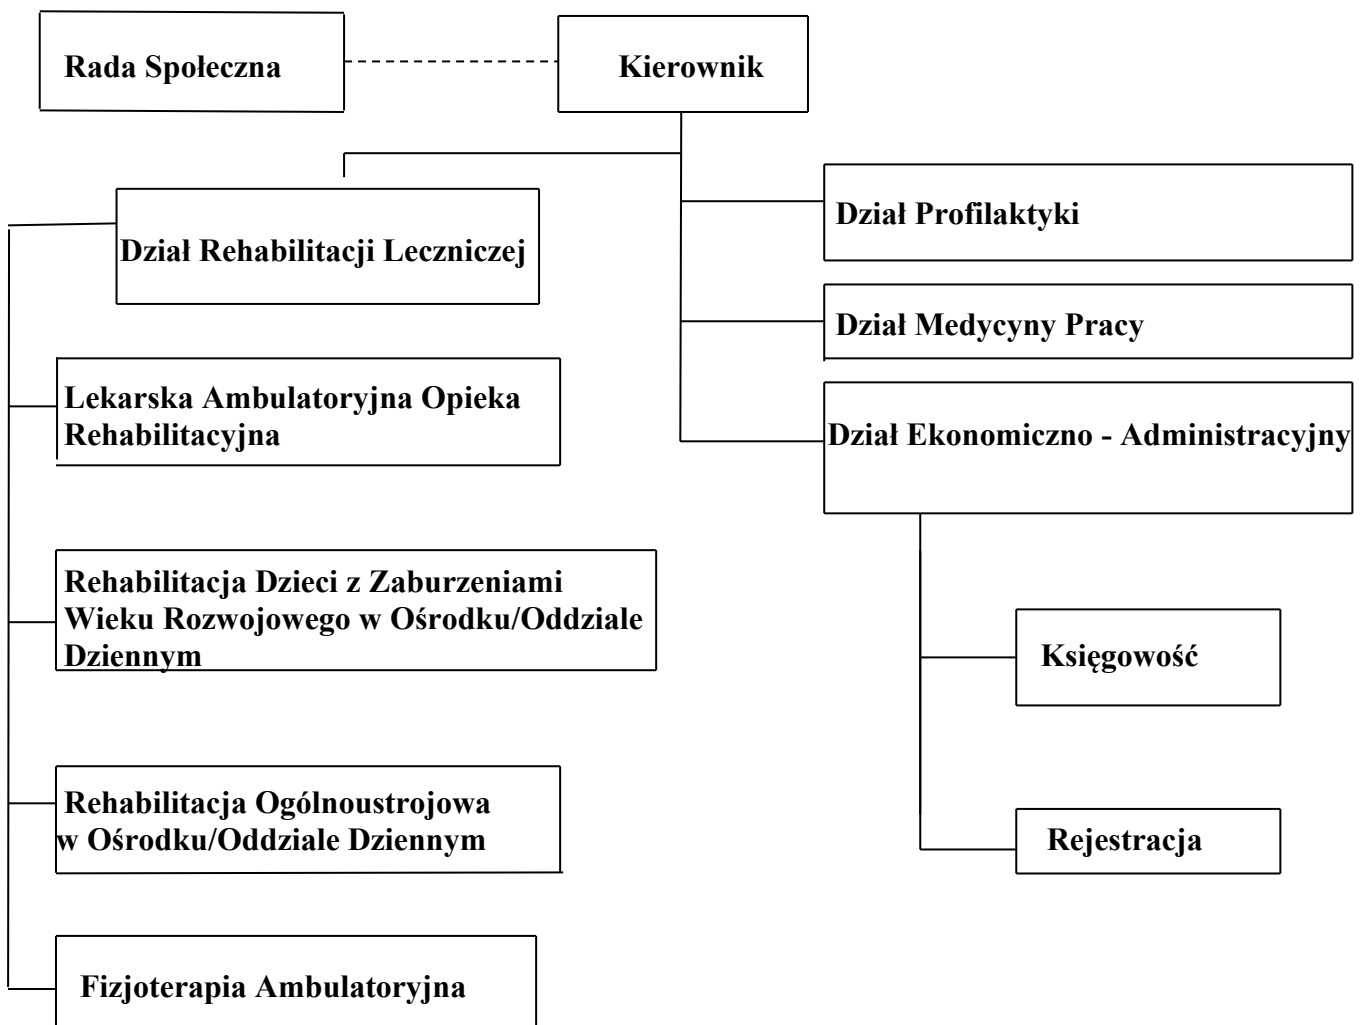 Rada Społeczna
Kierownik
Dział Rehabilitacji Leczniczej
Dział Profilaktyki
Dział Medycyny Pracy
Dział Ekonomiczno - Administracyjny
Lekarska Ambulatoryjna Opieka
Rehabilitacyjna
Rehabilitacja Dzieci z Zaburzeniami
Wieku Rozwojowego w Ośrodku/Oddziale
Dziennym
Rehabilitacja Ogólnoustrojowa
w Ośrodku/Oddziale Dziennym
Fizjoterapia Ambulatoryjna
Księgowość
Rejestracja